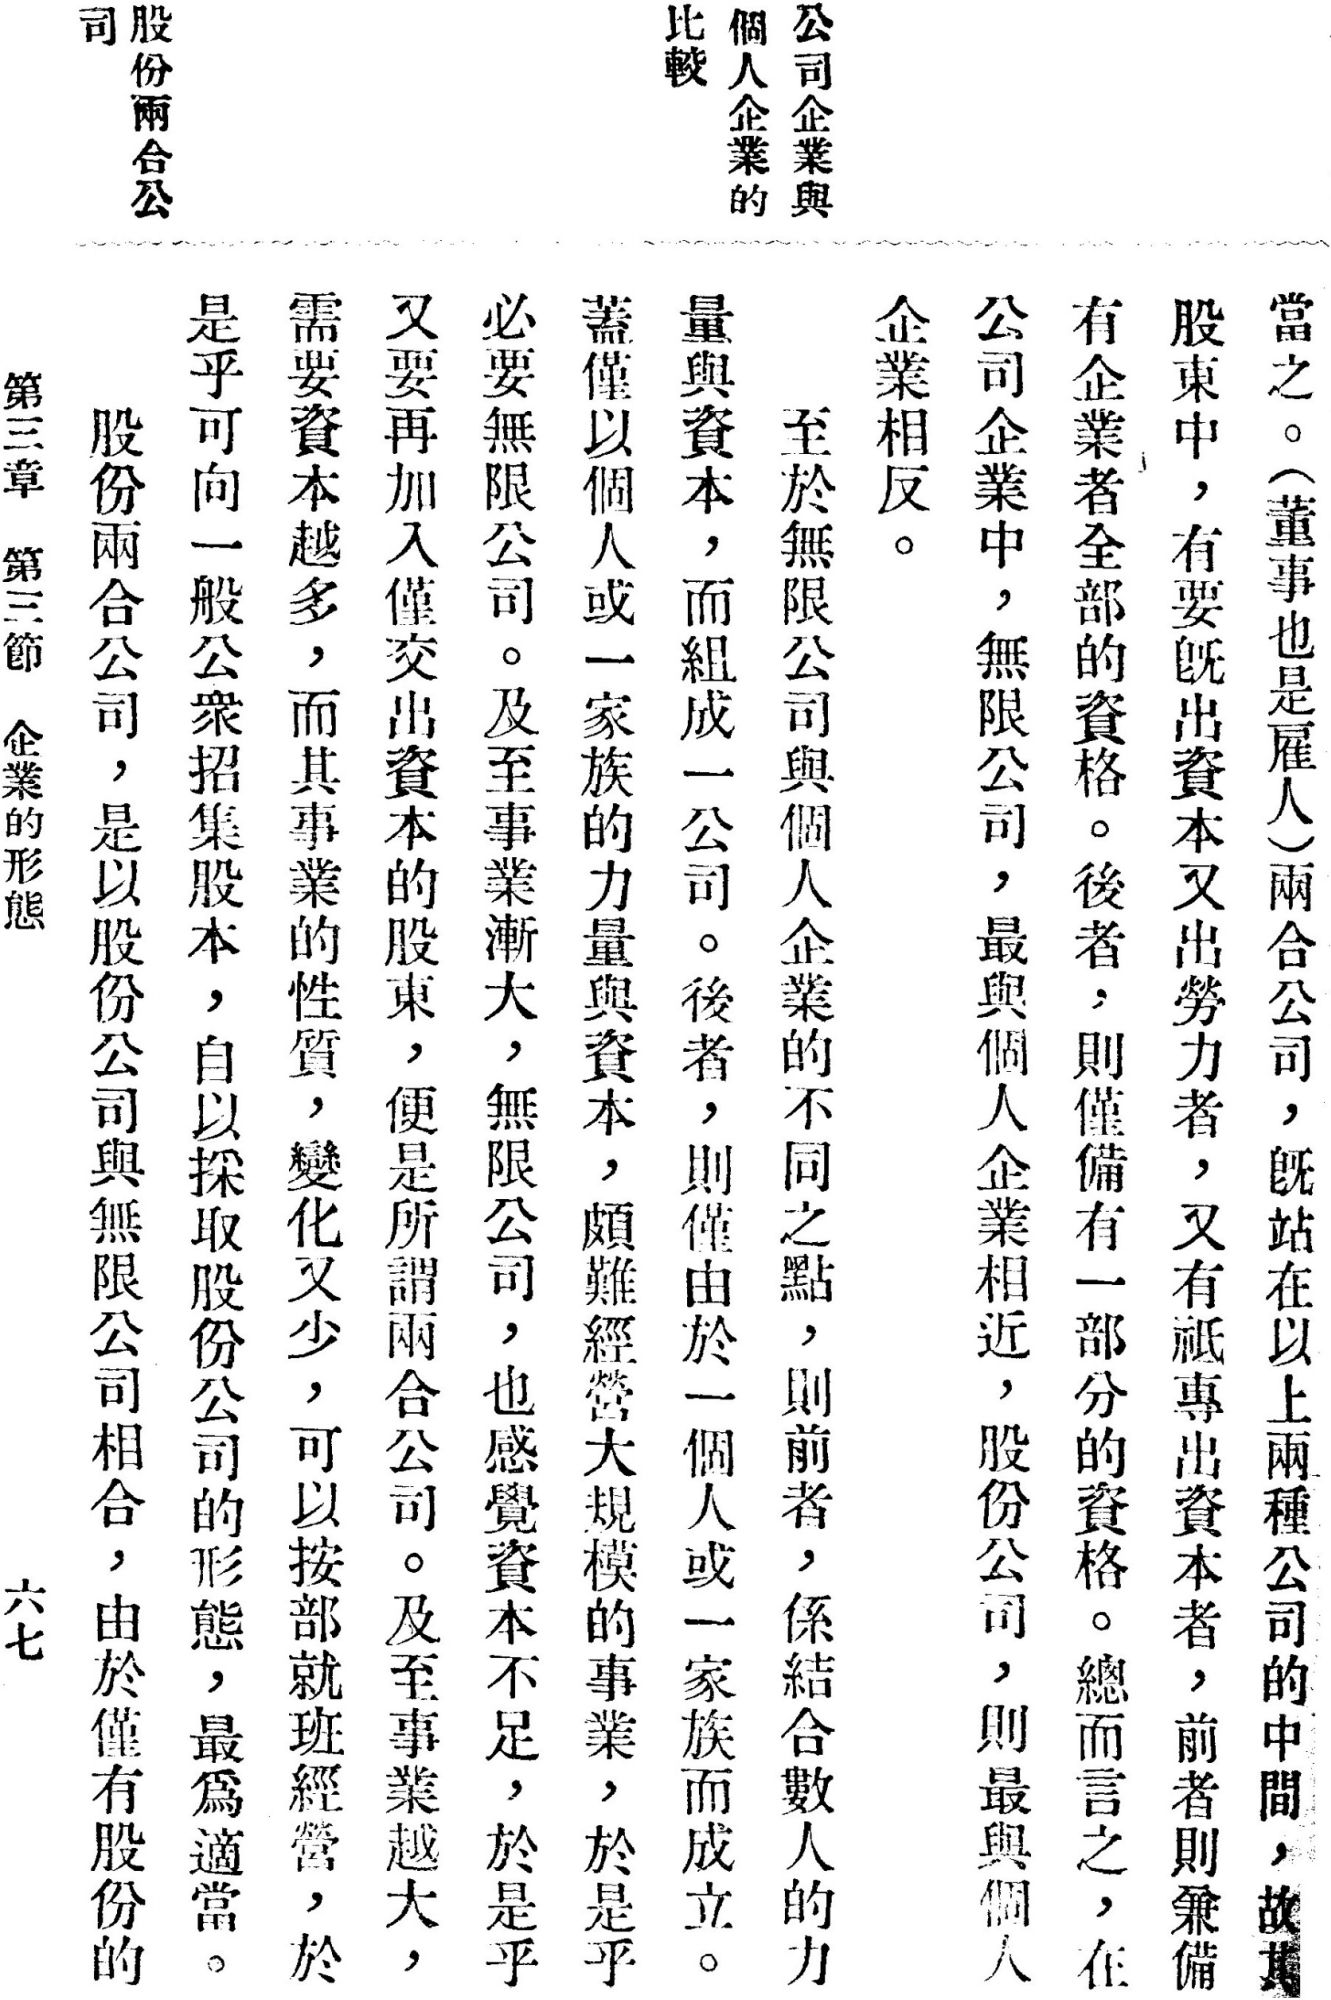 公司企業與
個人企業的
比較
股份兩合公
司
當之。(董事也是雇人)兩合公司，既站在以上兩種公司的中間，故其
股東中，有要既出資本又出勞力者，又有祇專出資本者，前者則兼備
有企業者全部的資格。後者，則僅備有一部分的資格。總而言之，在
公司企業中，無限公司，最與個人企業相近，股份公司，則最與個人
企業相反。
至於無限公司與個人企業的不同之點，則前者，係結合數人的力
量與資本，而組成一公司。後者，則僅由於一個人或一家族而成立。
蓋僅以個人或一家族的力量與資本，頗難經營大規模的事業，於是乎
必要無限公司。及至事業漸大，無限公司，也感覺資本不足，於是乎
又要再加入僅交出資本的股東，便是所謂兩合公司。及至事業越大，
需要資本越多，而其事業的性質，變化又少，可以按部就班經營，於
是乎可向一般公衆招集股本，自以採取股份公司的形態，最爲適當。
股份兩合公司，是以股份公司與無限公司相合，由於僅有股份的
第三章　第三節　企業的形態
六七